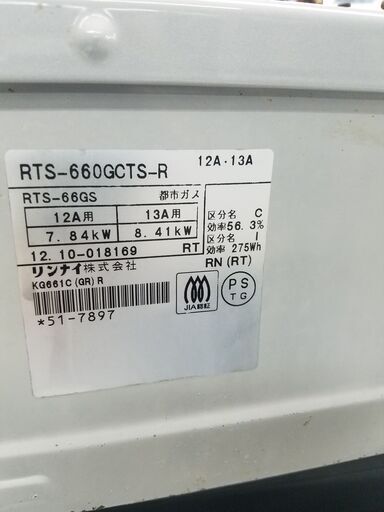 RTS-660GCTS-R 12A・13A
RTS-66GS 都市ガス
12A用 13A用
7.84kW 8.41kW
区分名 C
効率56.3%
区分名 I
効率 275Wh
12.10-018169 RT
RN (RT)
リンナイ株式会社
KG661C(GR)R
JIA認証
PS
TG
*51-7897